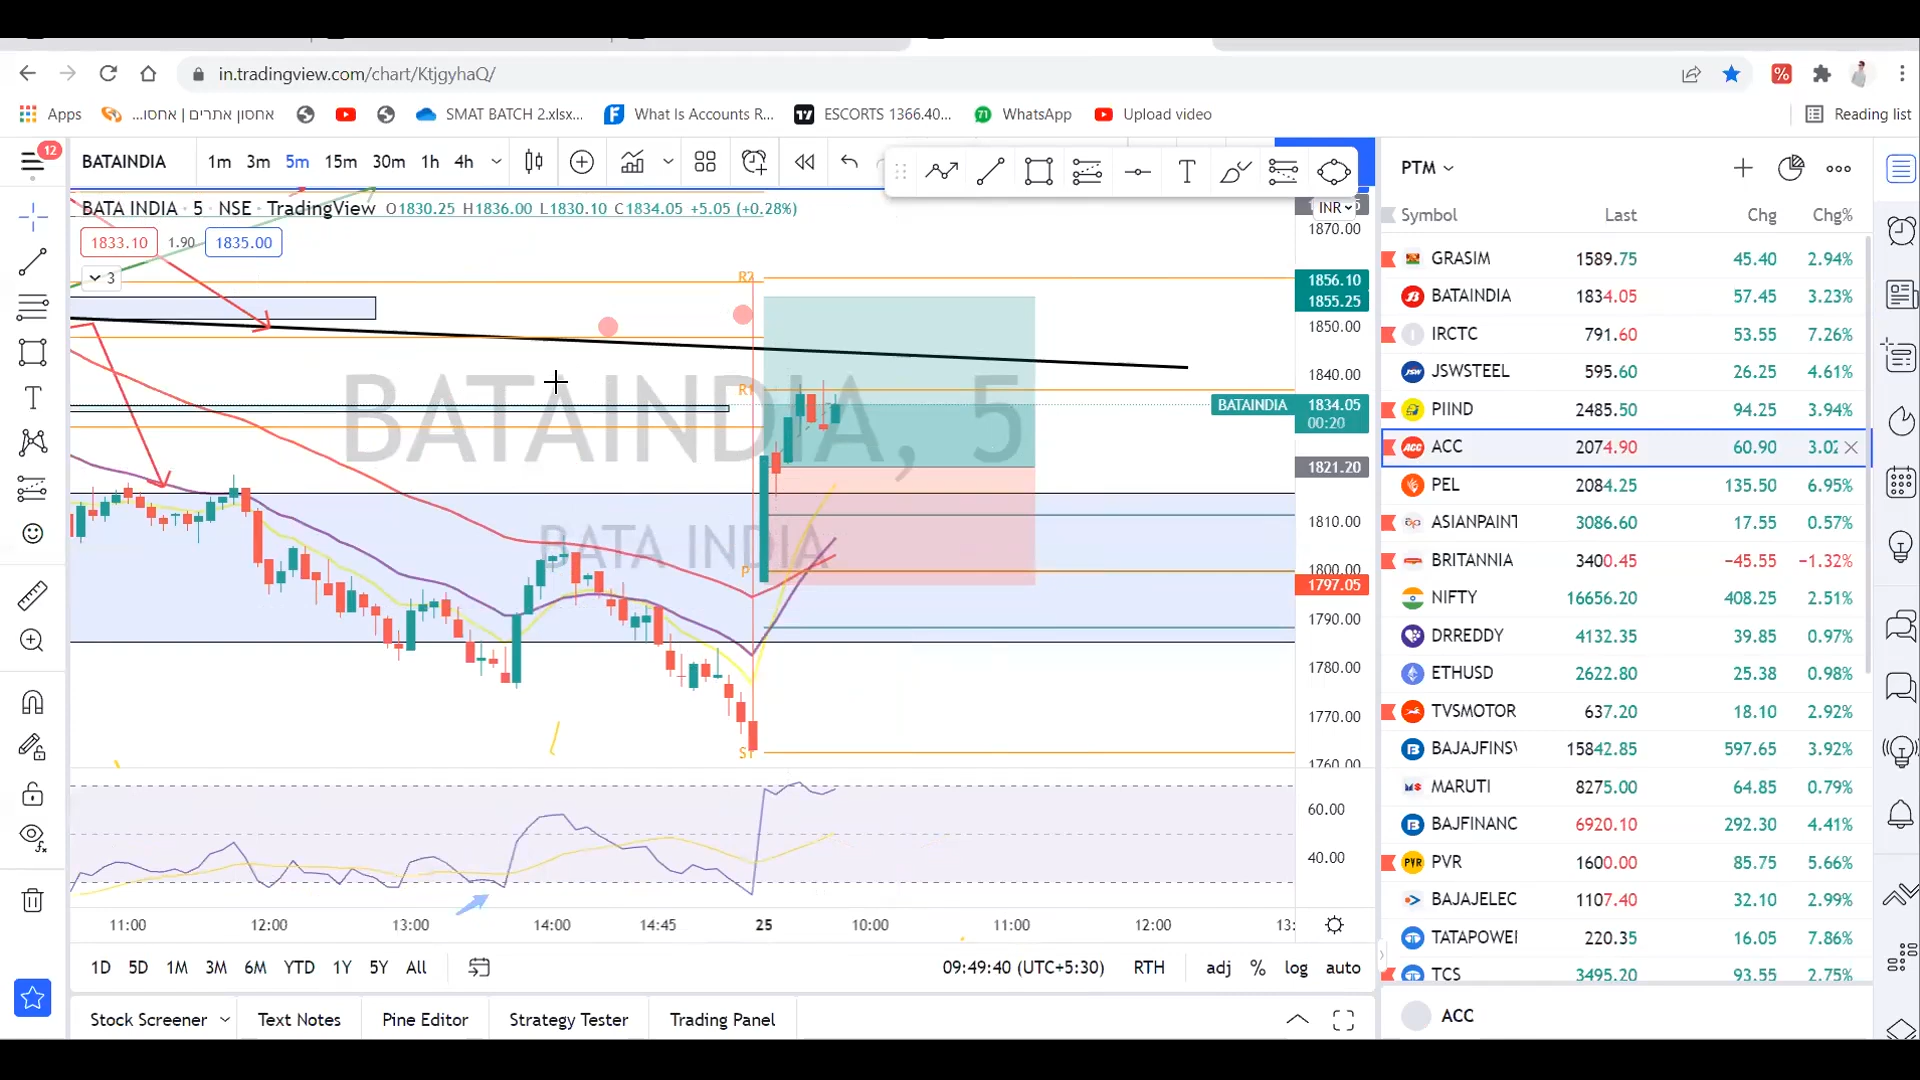 in.tradingview.com/chart/KtjgyhaQ/
Apps
אחסון אתרים | אחסו...
SMAT BATCH 2.xlsx...
What Is Accounts R...
ESCORTS 1366.40...
WhatsApp
Upload video
Reading list
12
BATAINDIA
1m 3m 5m 15m 30m 1h 4h
BATA INDIA · 5 · NSE · TradingView O1830.25 H1836.00 L1830.10 C1834.05 +5.05 (+0.28%)
1833.10 1.90 1835.00
3
BATAINDIA, 5
BATA INDIA
R2
R1
P
S1
INR
1870.00
1856.10
1855.25
1850.00
1840.00
BATAINDIA 1834.05
00:20
1821.20
1810.00
1800.00
1797.05
1790.00
1780.00
1770.00
1760.00
60.00
40.00
11:00 12:00 13:00 14:00 14:45 25 10:00 11:00 12:00 13:
1D 5D 1M 3M 6M YTD 1Y 5Y All
09:49:40 (UTC+5:30) RTH adj % log auto
Stock Screener Text Notes Pine Editor Strategy Tester Trading Panel
PTM
Symbol Last Chg Chg%
GRASIM 1589.75 45.40 2.94%
BATAINDIA 1834.05 57.45 3.23%
IRCTC 791.60 53.55 7.26%
JSWSTEEL 595.60 26.25 4.61%
PIIND 2485.50 94.25 3.94%
ACC 2074.90 60.90 3.02
PEL 2084.25 135.50 6.95%
ASIANPAINT 3086.60 17.55 0.57%
BRITANNIA 3400.45 −45.55 −1.32%
NIFTY 16656.20 408.25 2.51%
DRREDDY 4132.35 39.85 0.97%
ETHUSD 2622.80 25.38 0.98%
TVSMOTOR 637.20 18.10 2.92%
BAJAJFINSV 15842.85 597.65 3.92%
MARUTI 8275.00 64.85 0.79%
BAJFINANC 6920.10 292.30 4.41%
PVR 1600.00 85.75 5.66%
BAJAJELEC 1107.40 32.10 2.99%
TATAPOWE 220.35 16.05 7.86%
TCS 3495.20 93.55 2.75%
ACC